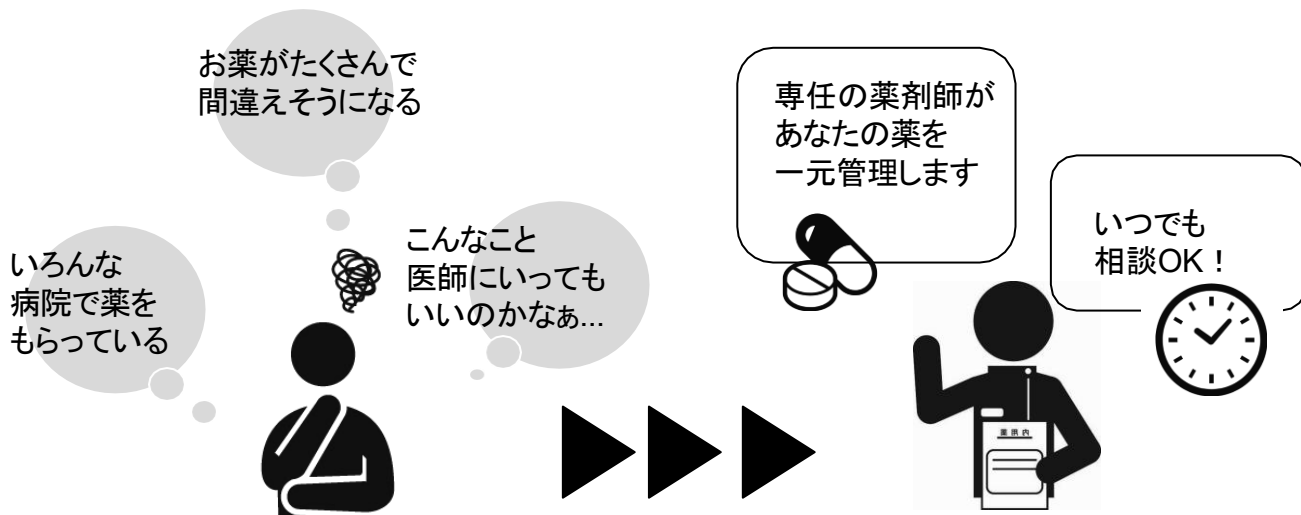 お薬がたくさんで
間違えそうになる
いろんな
病院で薬を
もらっている
こんなこと
医師にいっても
いいのかなぁ...
専任の薬剤師が
あなたの薬を
一元管理します
いつでも
相談OK！